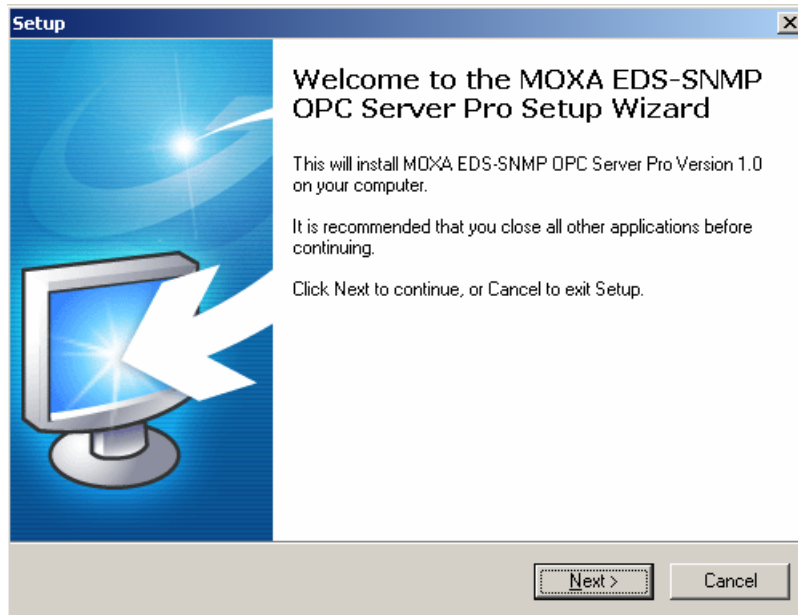 Setup
Welcome to the MOXA EDS-SNMP
OPC Server Pro Setup Wizard
This will install MOXA EDS-SNMP OPC Server Pro Version 1.0
on your computer.
It is recommended that you close all other applications before
continuing.
Click Next to continue, or Cancel to exit Setup.
Next >
Cancel